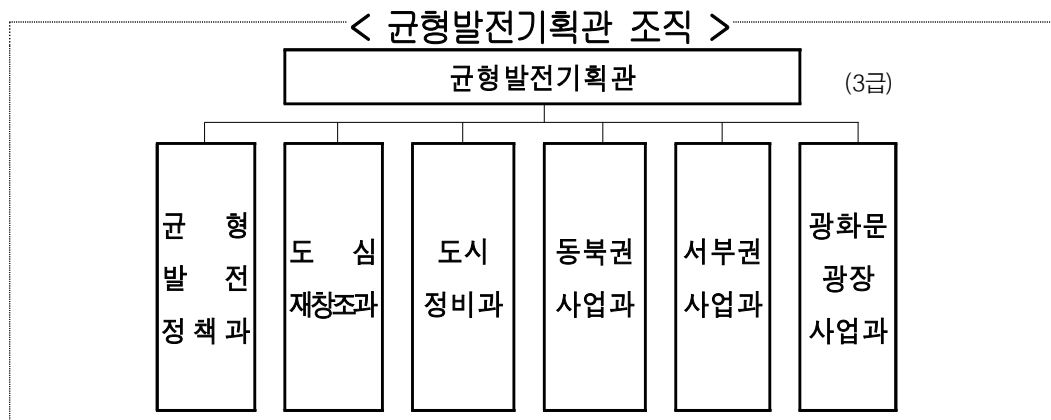 < 균형발전기획관 조직 >
균형발전기획관
(3급)
균 형
발 전
정 책 과
도 심
재창조과
도시
정비과
동북권
사업과
서부권
사업과
광화문
광장
사업과